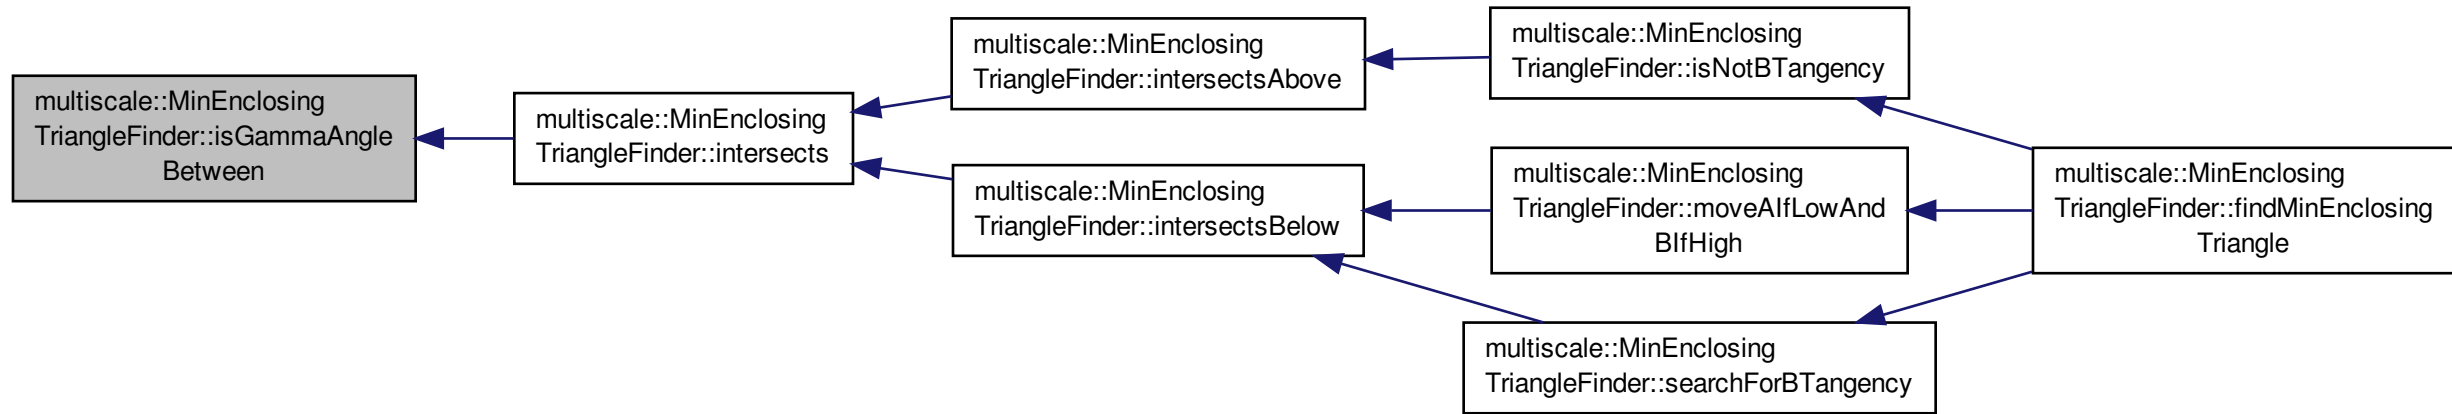 multiscale::MinEnclosing
TriangleFinder::isGammaAngle
Between
multiscale::MinEnclosing
TriangleFinder::intersects
multiscale::MinEnclosing
TriangleFinder::intersectsAbove
multiscale::MinEnclosing
TriangleFinder::intersectsBelow
multiscale::MinEnclosing
TriangleFinder::isNotBTangency
multiscale::MinEnclosing
TriangleFinder::moveAIfLowAnd
BIfHigh
multiscale::MinEnclosing
TriangleFinder::searchForBTangency
multiscale::MinEnclosing
TriangleFinder::findMinEnclosing
Triangle